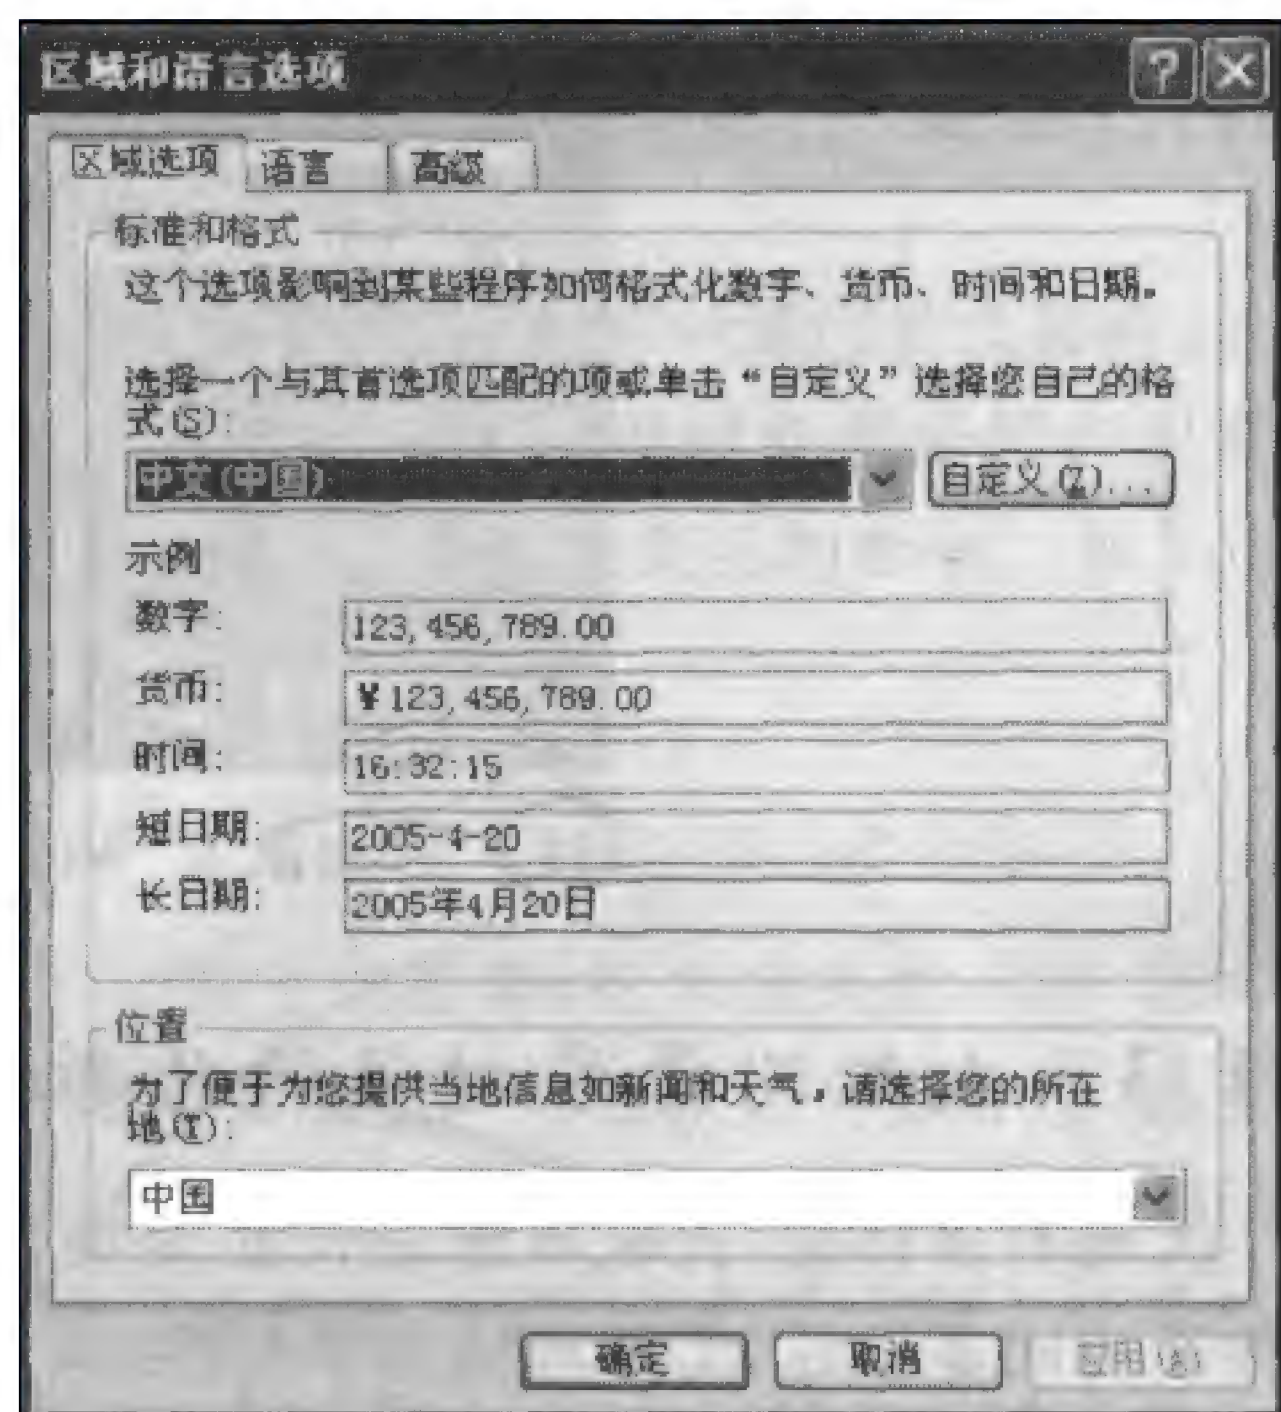 区域和语言选项
区域选项 语言 高级
标准和格式
这个选项影响到某些程序如何格式化数字、货币、时间和日期。
选择一个与其首选项匹配的项或单击“自定义”选择您自己的格
式(S):
中文(中国) 自定义(Z)...
示例
数字: 123,456,789.00
货币: ¥123,456,789.00
时间: 16:32:15
短日期: 2005-4-20
长日期: 2005年4月20日
位置
为了便于为您提供当地信息如新闻和天气，请选择您的所在
地(T):
中国
确定 取消 应用(A)